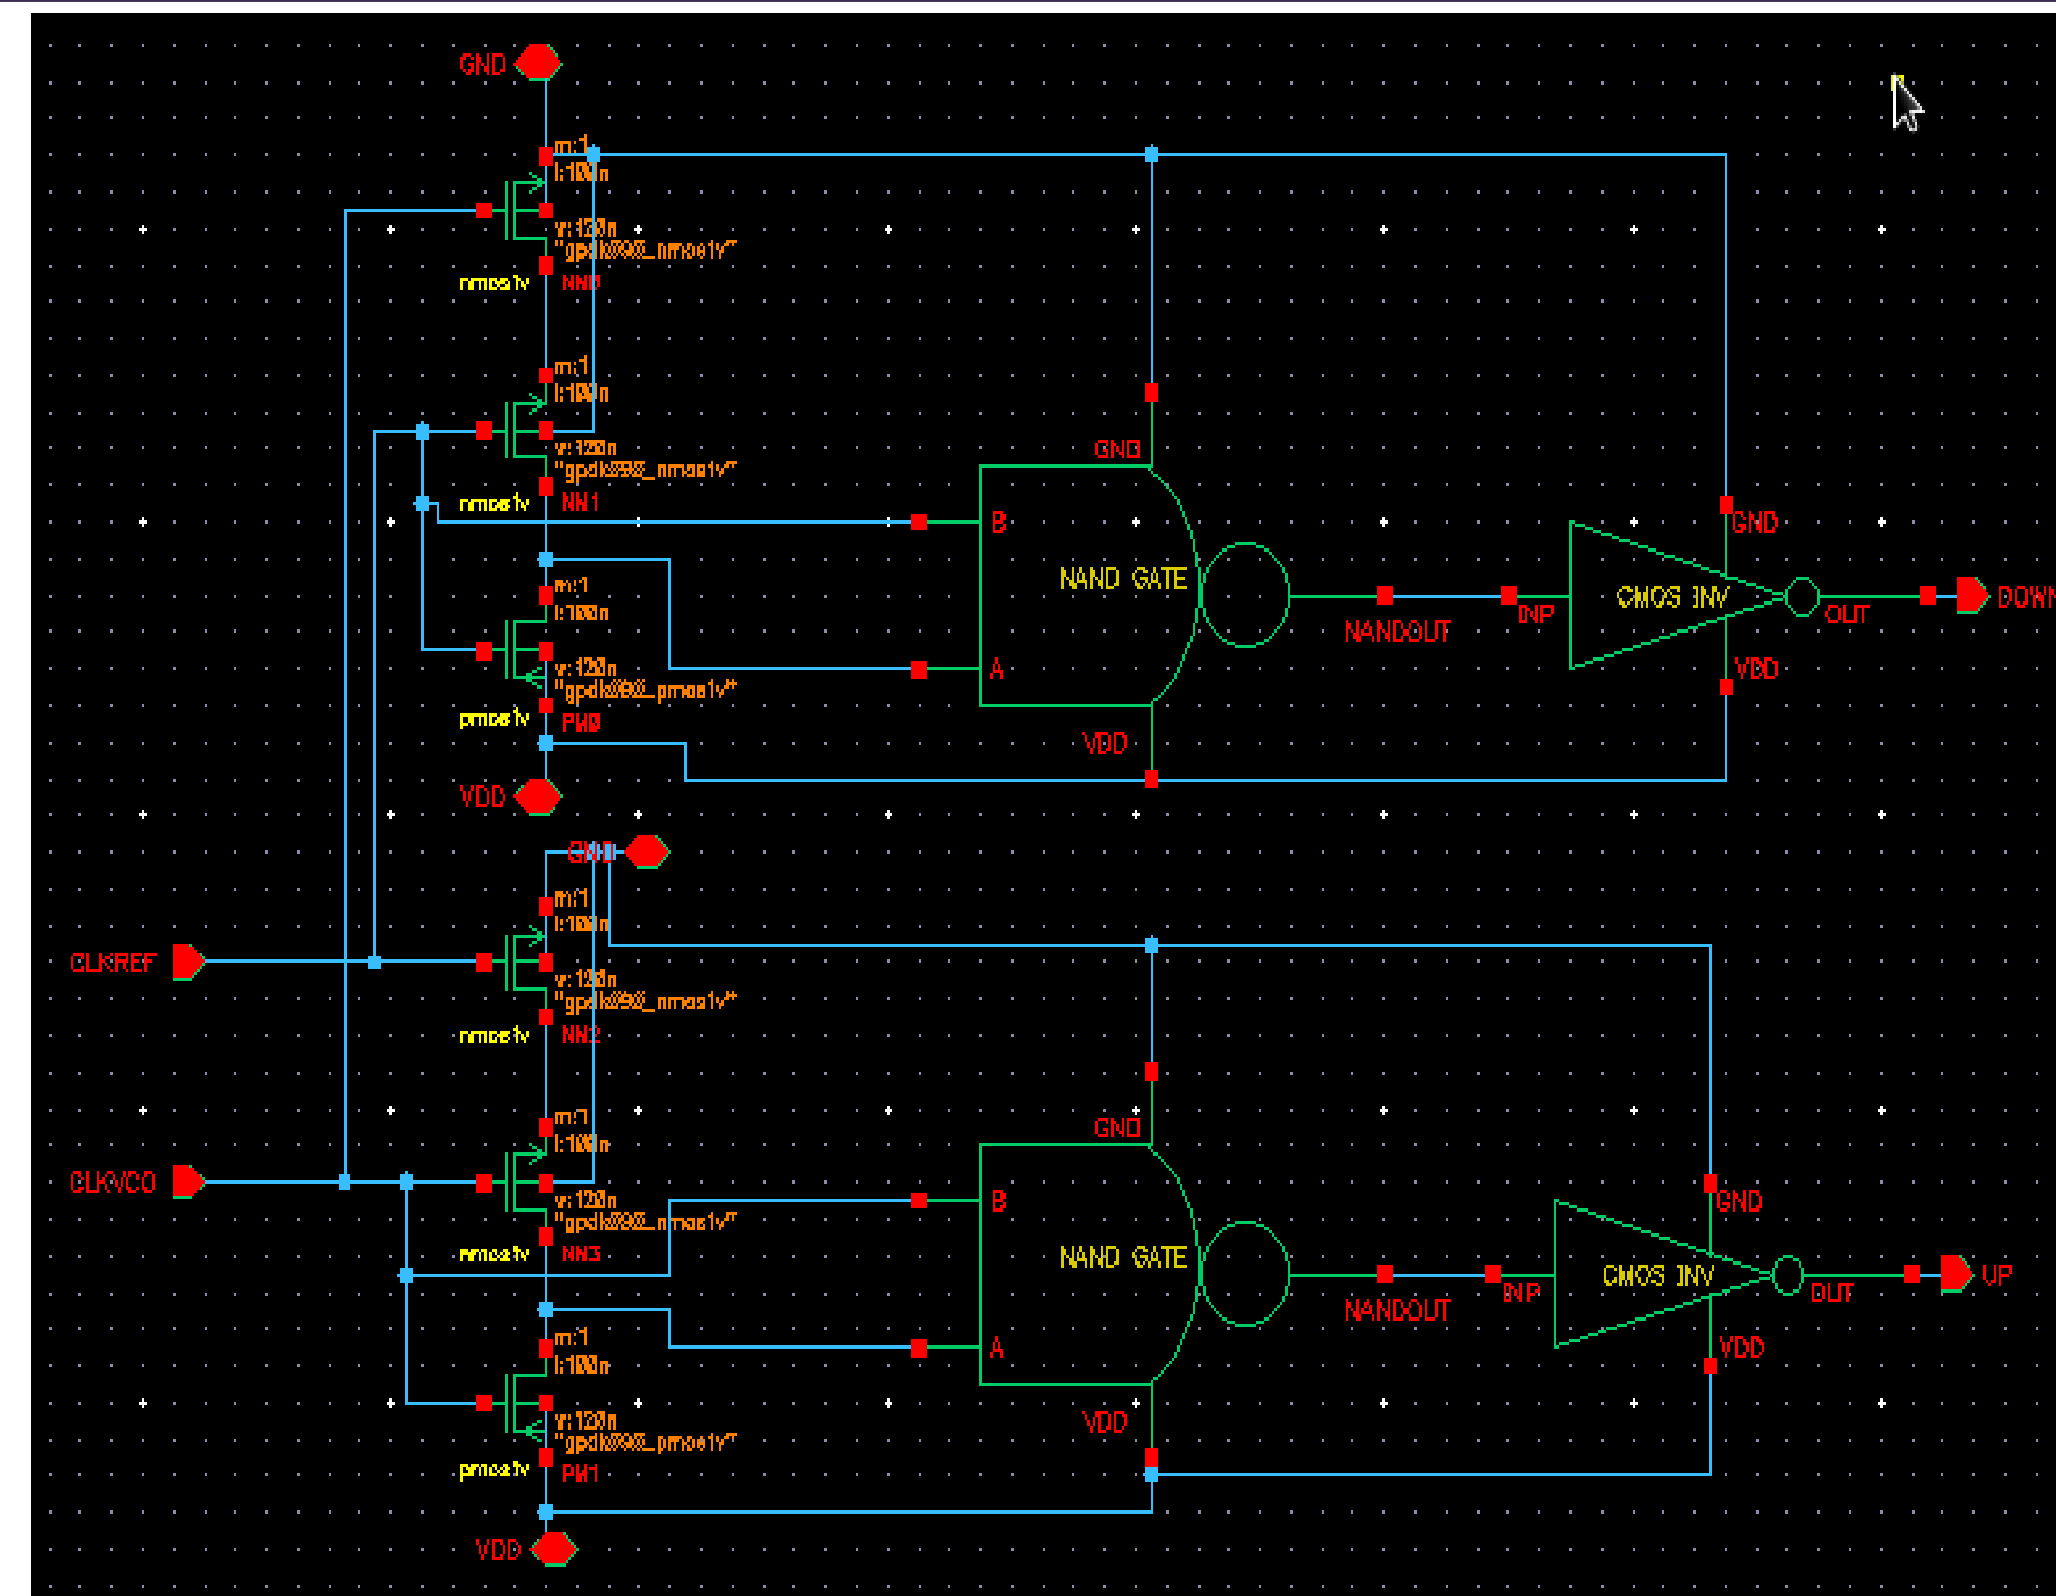 GND
m:1
l:100n
w:120n
"gpdk090_nmos1v"
nmos1v NM0
m:1
l:100n
w:120n
"gpdk090_nmos1v"
nmos1v NM1
GND
B
NAND GATE
A
VDD
NANDOUT
INP
CMOS INV
GND
OUT
VDD
DOWN
m:1
l:100n
w:120n
"gpdk090_pmos1v"
pmos1v PM0
VDD
GND
m:1
l:100n
CLKREF
w:120n
"gpdk090_nmos1v"
nmos1v NM2
m:1
l:100n
CLKVCO
w:120n
"gpdk090_nmos1v"
nmos1v NM3
GND
B
NAND GATE
A
VDD
NANDOUT
INP
CMOS INV
GND
OUT
VDD
UP
m:1
l:100n
w:120n
"gpdk090_pmos1v"
pmos1v PM1
VDD